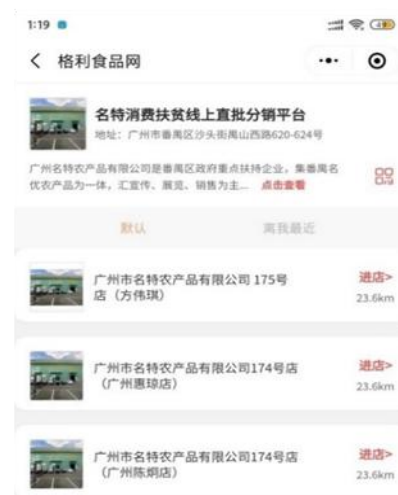 1:19
格利食品网
名特消费扶贫线上直批分销平台
地址：广州市番禺区沙头街禺山西路620-624号
广州名特农产品有限公司是番禺区政府重点扶持企业，集番禺名
优农产品为一体，汇宣传、展览、销售为主... 点击查看
默认
离我最近
广州市名特农产品有限公司 175号
店（方伟琪）
进店>
23.6km
广州市名特农产品有限公司174号店
（广州惠琼店）
进店>
23.6km
广州市名特农产品有限公司174号店
（广州陈炯店）
进店>
23.6km